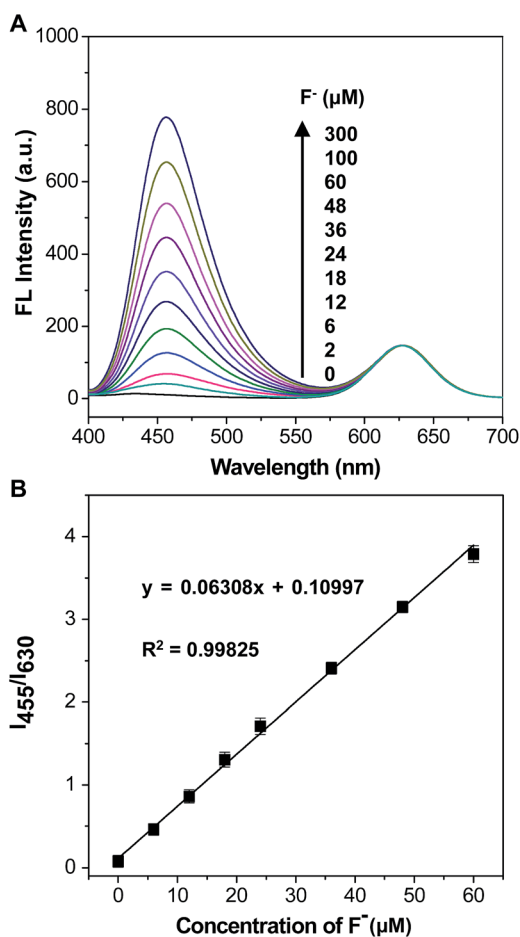 A
1000
800
600
400
200
0
FL Intensity (a.u.)
F⁻ (μM)
300
100
60
48
36
24
18
12
6
2
0
400 450 500 550 600 650 700
Wavelength (nm)
B
4
3
2
1
0
I₄₅₅/I₆₃₀
y = 0.06308x + 0.10997
R² = 0.99825
0 10 20 30 40 50 60
Concentration of F⁻(μM)